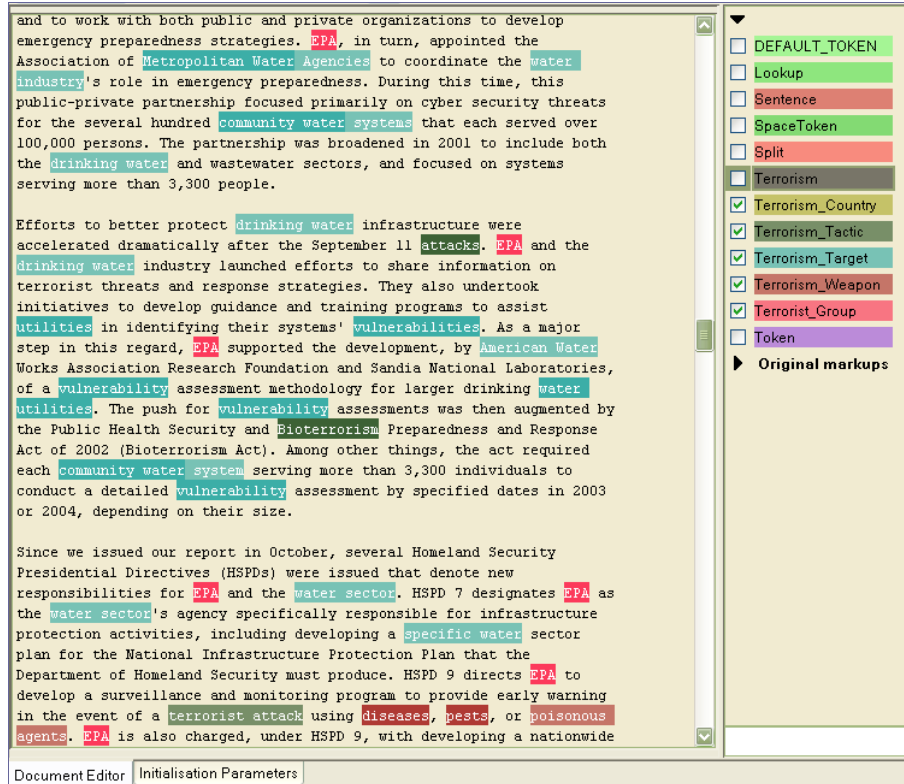 and to work with both public and private organizations to develop
emergency preparedness strategies. EPA, in turn, appointed the
Association of Metropolitan Water Agencies to coordinate the water
industry's role in emergency preparedness. During this time, this
public-private partnership focused primarily on cyber security threats
for the several hundred community water systems that each served over
100,000 persons. The partnership was broadened in 2001 to include both
the drinking water and wastewater sectors, and focused on systems
serving more than 3,300 people.
Efforts to better protect drinking water infrastructure were
accelerated dramatically after the September 11 attacks. EPA and the
drinking water industry launched efforts to share information on
terrorist threats and response strategies. They also undertook
initiatives to develop guidance and training programs to assist
utilities in identifying their systems' vulnerabilities. As a major
step in this regard, EPA supported the development, by American Water
Works Association Research Foundation and Sandia National Laboratories,
of a vulnerability assessment methodology for larger drinking water
utilities. The push for vulnerability assessments was then augmented by
the Public Health Security and Bioterrorism Preparedness and Response
Act of 2002 (Bioterrorism Act). Among other things, the act required
each community water system serving more than 3,300 individuals to
conduct a detailed vulnerability assessment by specified dates in 2003
or 2004, depending on their size.
Since we issued our report in October, several Homeland Security
Presidential Directives (HSPDs) were issued that denote new
responsibilities for EPA and the water sector. HSPD 7 designates EPA as
the water sector's agency specifically responsible for infrastructure
protection activities, including developing a specific water sector
plan for the National Infrastructure Protection Plan that the
Department of Homeland Security must produce. HSPD 9 directs EPA to
develop a surveillance and monitoring program to provide early warning
in the event of a terrorist attack using diseases, pests, or poisonous
agents. EPA is also charged, under HSPD 9, with developing a nationwide
DEFAULT_TOKEN
Lookup
Sentence
SpaceToken
Split
Terrorism
Terrorism_Country
Terrorism_Tactic
Terrorism_Target
Terrorism_Weapon
Terrorist_Group
Token
Original markups
Document Editor Initialisation Parameters